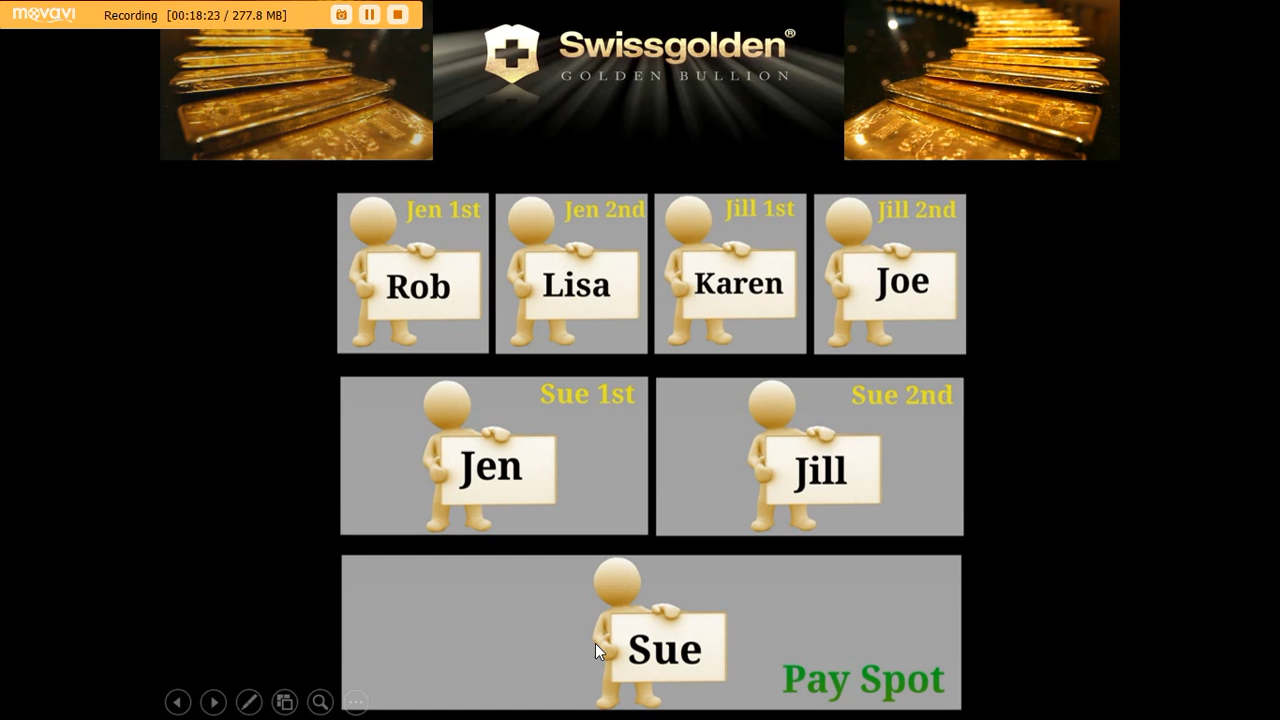 movavi Recording [00:18:23 / 277.8 MB]
Swissgolden®
GOLDEN BULLION
Jen 1st
Rob
Jen 2nd
Lisa
Jill 1st
Karen
Jill 2nd
Joe
Sue 1st
Jen
Sue 2nd
Jill
Sue
Pay Spot